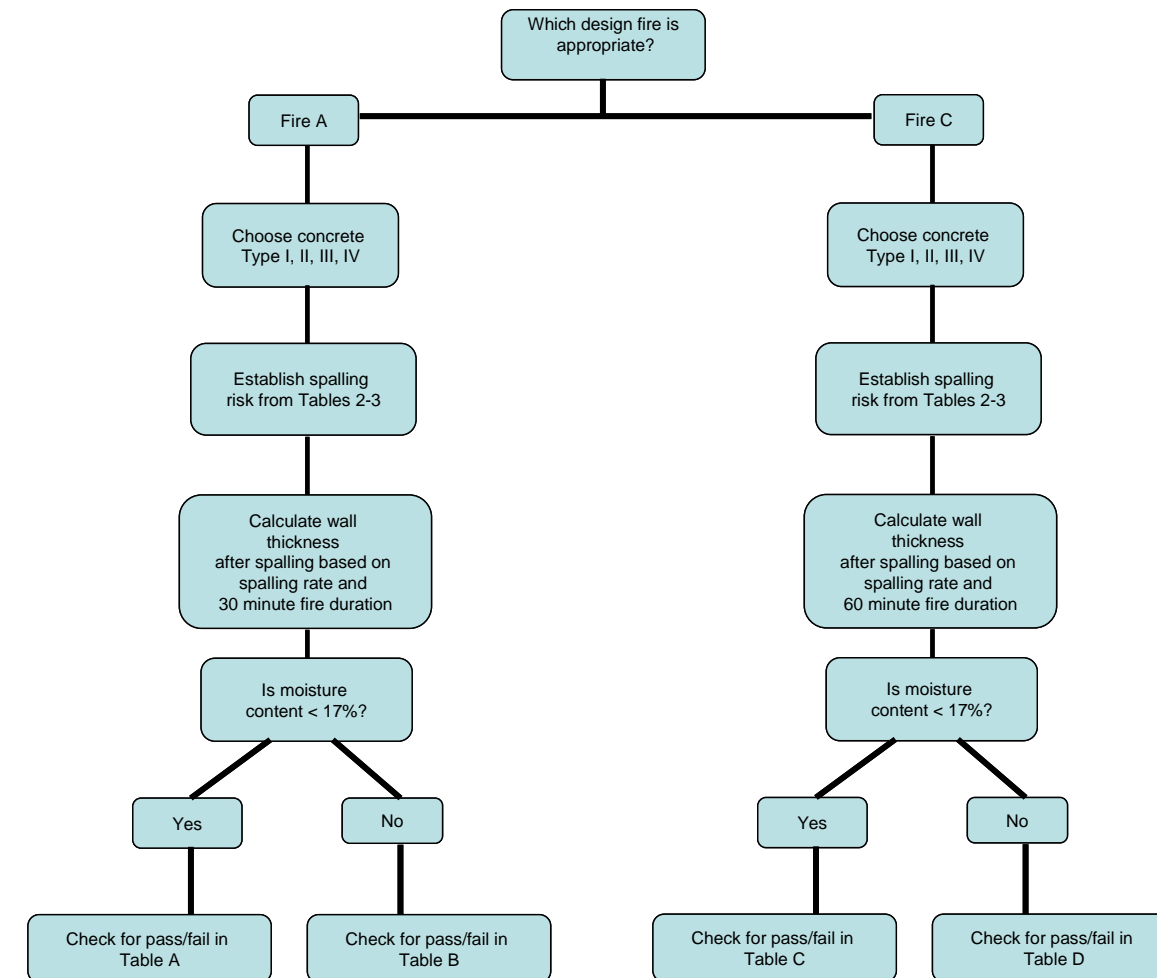 Which design fire is
appropriate?
Fire A
Fire C
Choose concrete
Type I, II, III, IV
Choose concrete
Type I, II, III, IV
Establish spalling
risk from Tables 2-3
Establish spalling
risk from Tables 2-3
Calculate wall
thickness
after spalling based on
spalling rate and
30 minute fire duration
Calculate wall
thickness
after spalling based on
spalling rate and
60 minute fire duration
Is moisture
content < 17%?
Is moisture
content < 17%?
Yes
No
Yes
No
Check for pass/fail in
Table A
Check for pass/fail in
Table B
Check for pass/fail in
Table C
Check for pass/fail in
Table D